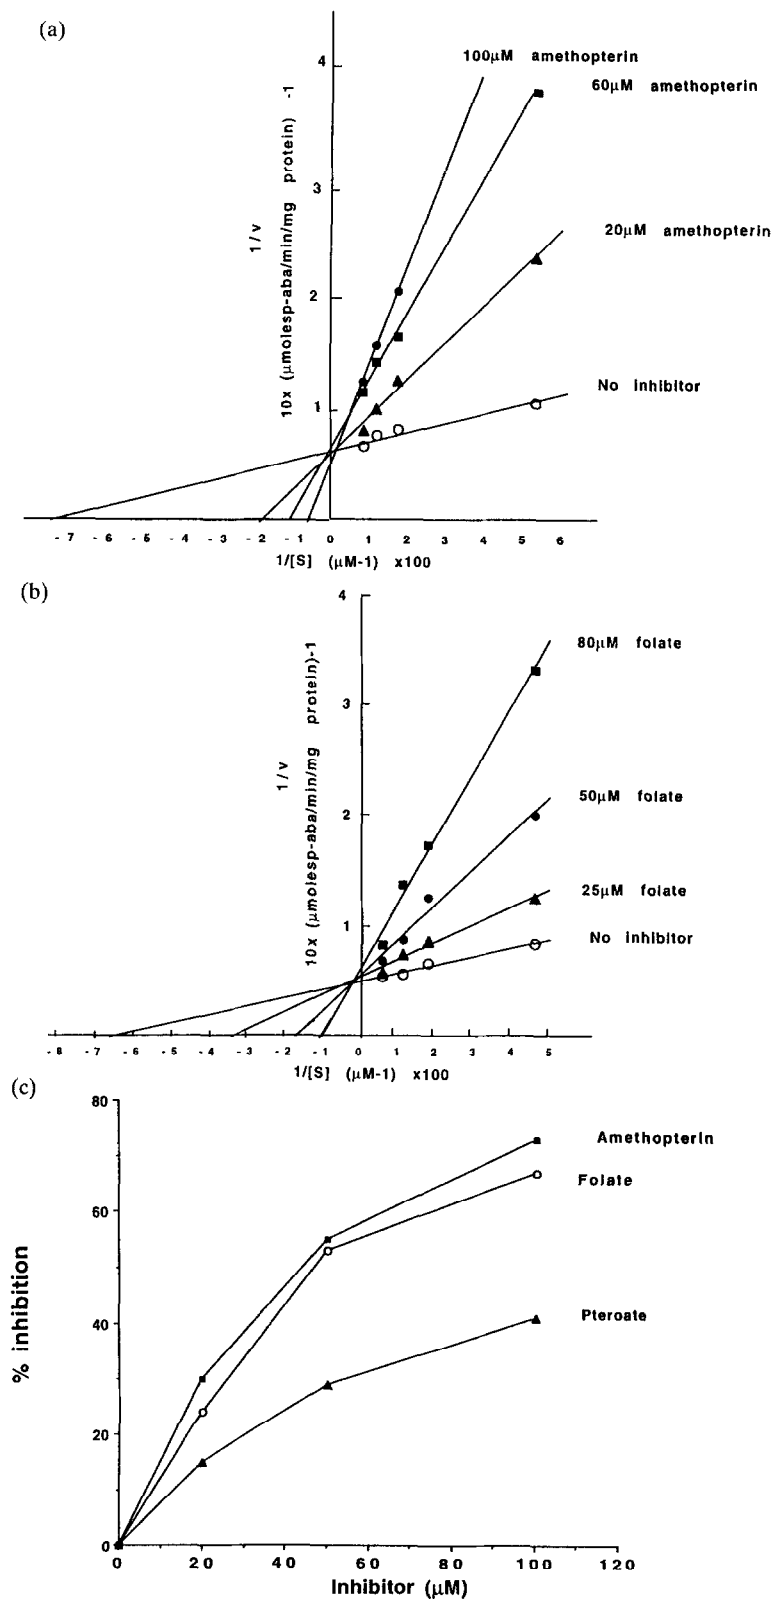 (a)
100μM amethopterin
60μM amethopterin
20μM amethopterin
No inhibitor
1/v
10x (μmolesp-aba/min/mg protein) -1
4
3
2
1
- 7 - 6 - 5 - 4 - 3 - 2 - 1 0 1 2 3 4 5 6
1/[S] (μM-1) x100
(b)
80μM folate
50μM folate
25μM folate
No inhibitor
1/v
10x (μmolesp-aba/min/mg protein)-1
4
3
2
1
- 8 - 7 - 6 - 5 - 4 - 3 - 2 - 1 0 1 2 3 4 5
1/[S] (μM-1) x100
(c)
Amethopterin
Folate
Pteroate
% inhibition
80
60
40
20
0
0 20 40 60 80 100 120
Inhibitor (μM)